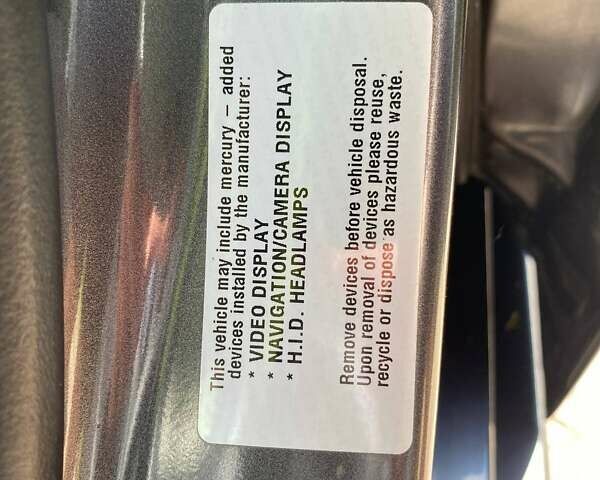 This vehicle may include mercury – added
devices installed by the manufacturer:
* VIDEO DISPLAY
* NAVIGATION/CAMERA DISPLAY
* H.I.D. HEADLAMPS
Remove devices before vehicle disposal.
Upon removal of devices please reuse,
recycle or dispose as hazardous waste.